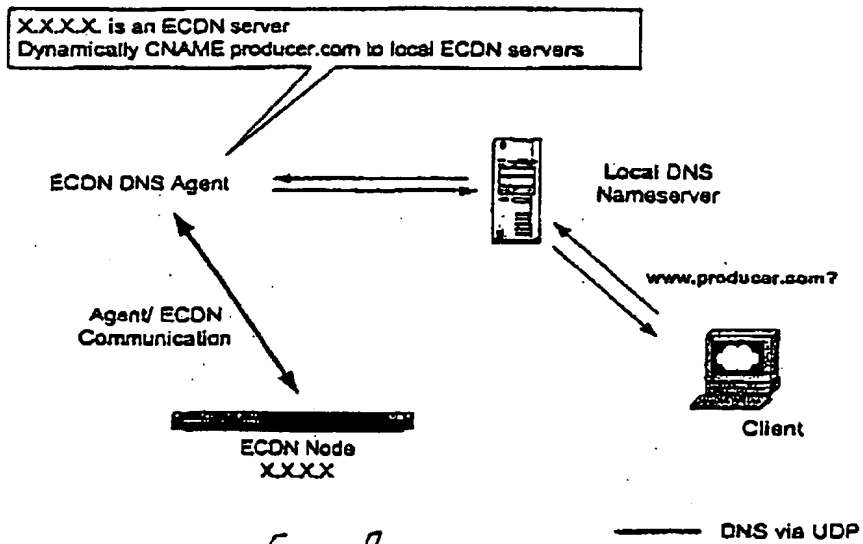 X.X.X.X. is an ECDN server
Dynamically CNAME producer.com to local ECDN servers
ECDN DNS Agent
Local DNS
Nameserver
www.producer.com?
Agent/ ECDN
Communication
Client
ECDN Node
X.X.X.X
DNS via UDP